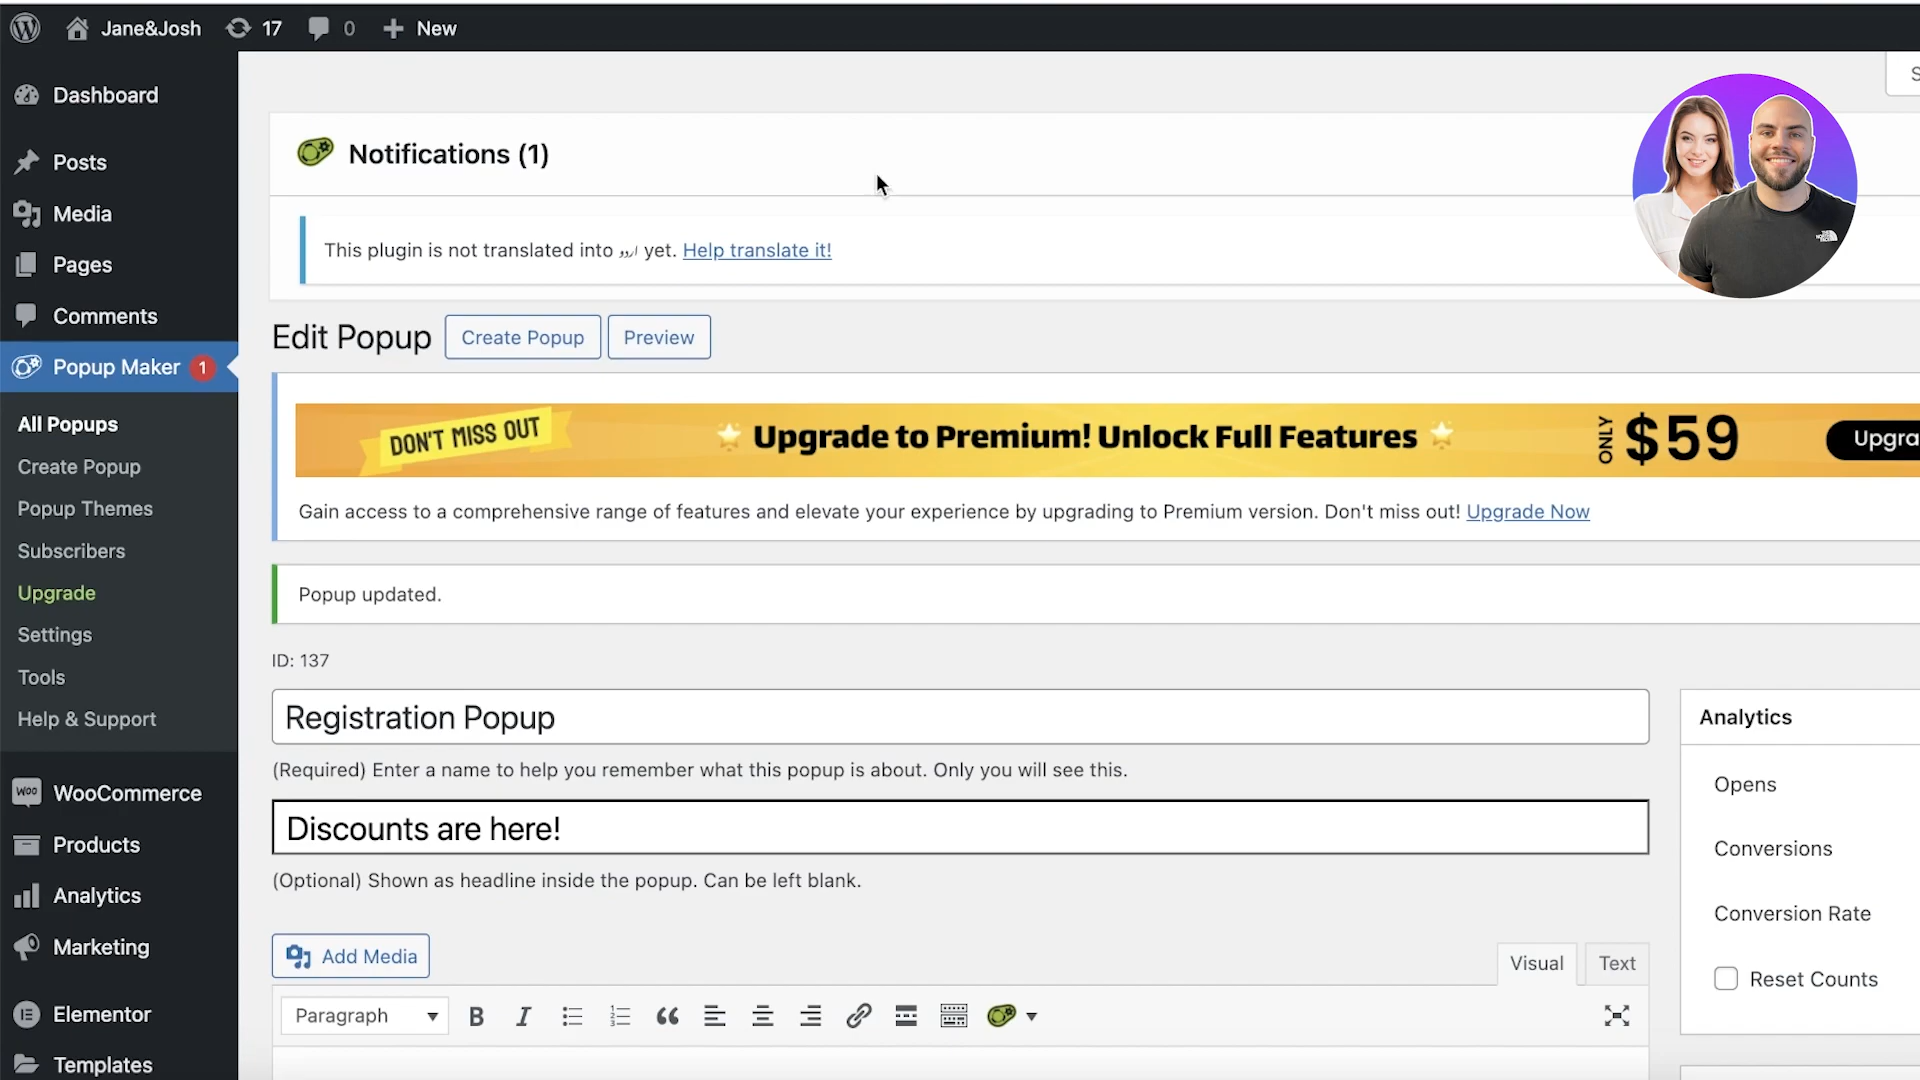 Jane&Josh 17 0 New
Dashboard
Posts
Media
Pages
Comments
Popup Maker 1
All Popups
Create Popup
Popup Themes
Subscribers
Upgrade
Settings
Tools
Help & Support
WooCommerce
Products
Analytics
Marketing
Elementor
Templates
Notifications (1)
This plugin is not translated into اردو yet. Help translate it!
Edit Popup Create Popup Preview
DON'T MISS OUT Upgrade to Premium! Unlock Full Features ONLY $59 Upgra
Gain access to a comprehensive range of features and elevate your experience by upgrading to Premium version. Don't miss out! Upgrade Now
Popup updated.
ID: 137
Registration Popup
(Required) Enter a name to help you remember what this popup is about. Only you will see this.
Discounts are here!
(Optional) Shown as headline inside the popup. Can be left blank.
Add Media
Visual Text
Paragraph
Analytics
Opens
Conversions
Conversion Rate
Reset Counts